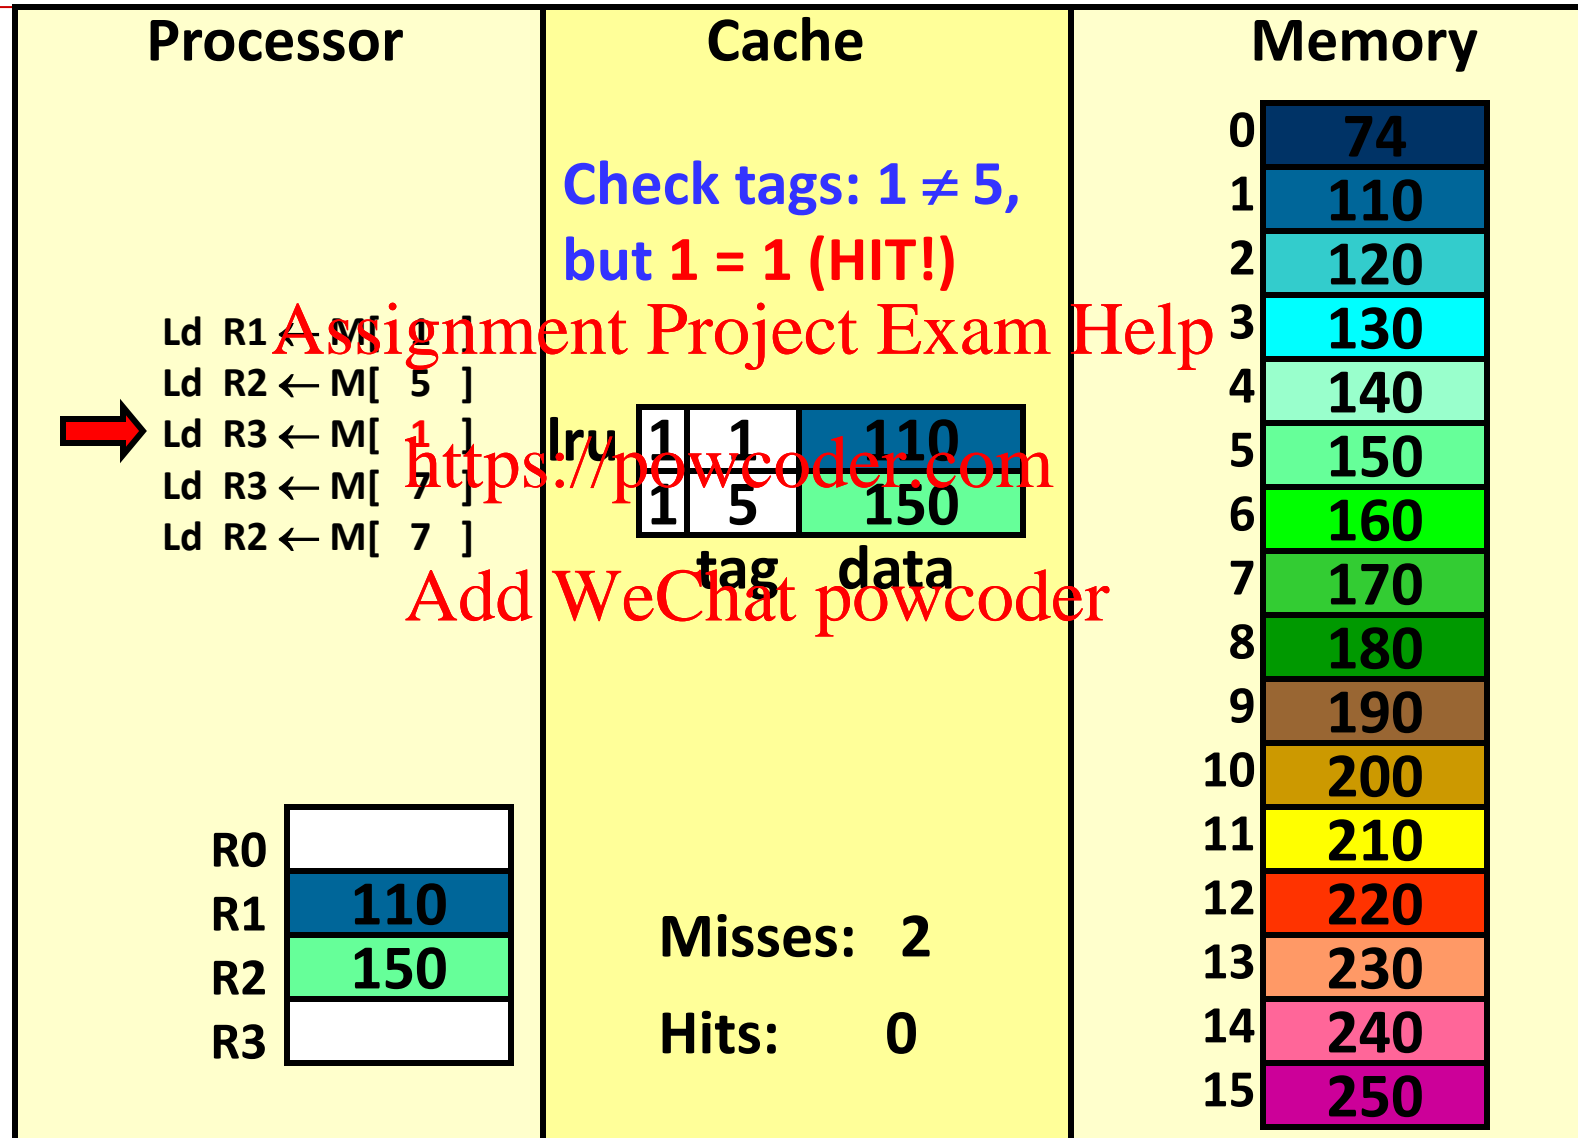 Processor
Cache
Memory
Check tags: 1 ≠ 5,
but 1 = 1 (HIT!)
Assignment Project Exam Help
https://powcoder.com
Add WeChat powcoder
Ld R1 ← M[ 1 ]
Ld R2 ← M[ 5 ]
Ld R3 ← M[ 1 ]
Ld R3 ← M[ 7 ]
Ld R2 ← M[ 7 ]
lru 1 1 110
1 5 150
tag data
R0
R1 110
R2 150
R3
Misses: 2
Hits: 0
0 74
1 110
2 120
3 130
4 140
5 150
6 160
7 170
8 180
9 190
10 200
11 210
12 220
13 230
14 240
15 250